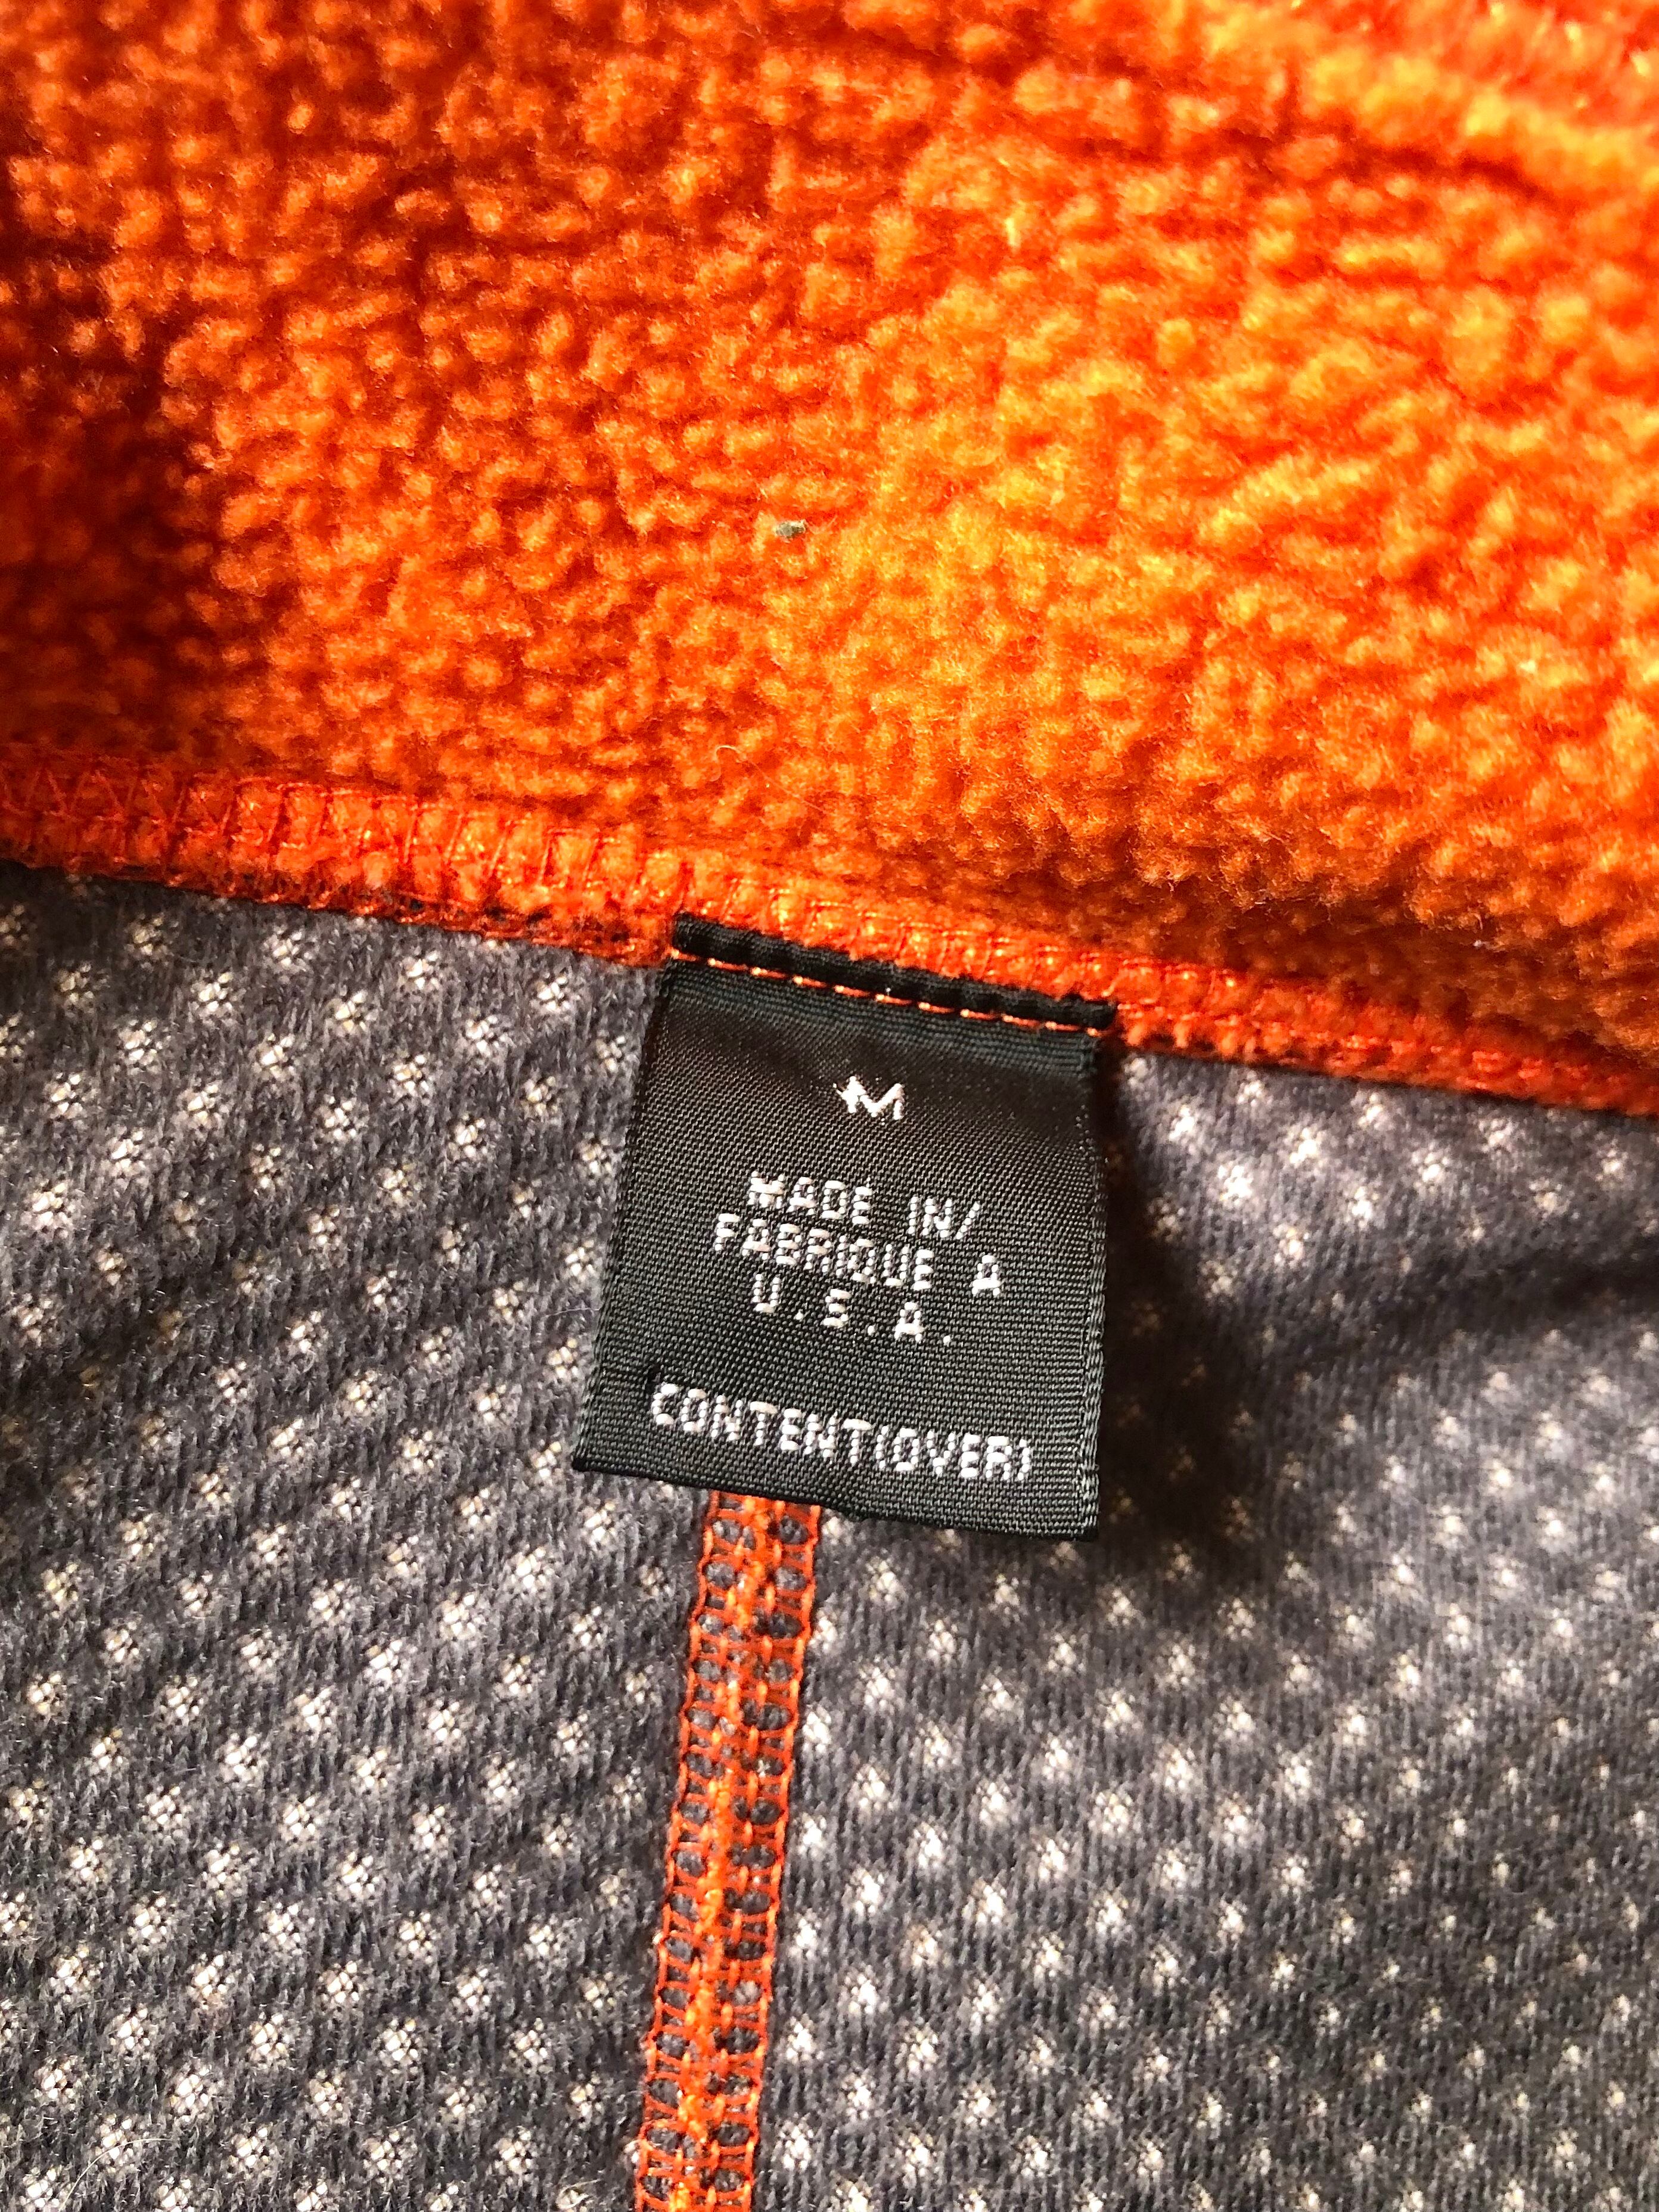 M
MADE IN/
FABRIQUE A
U.S.A.
CONTENT(OVER)